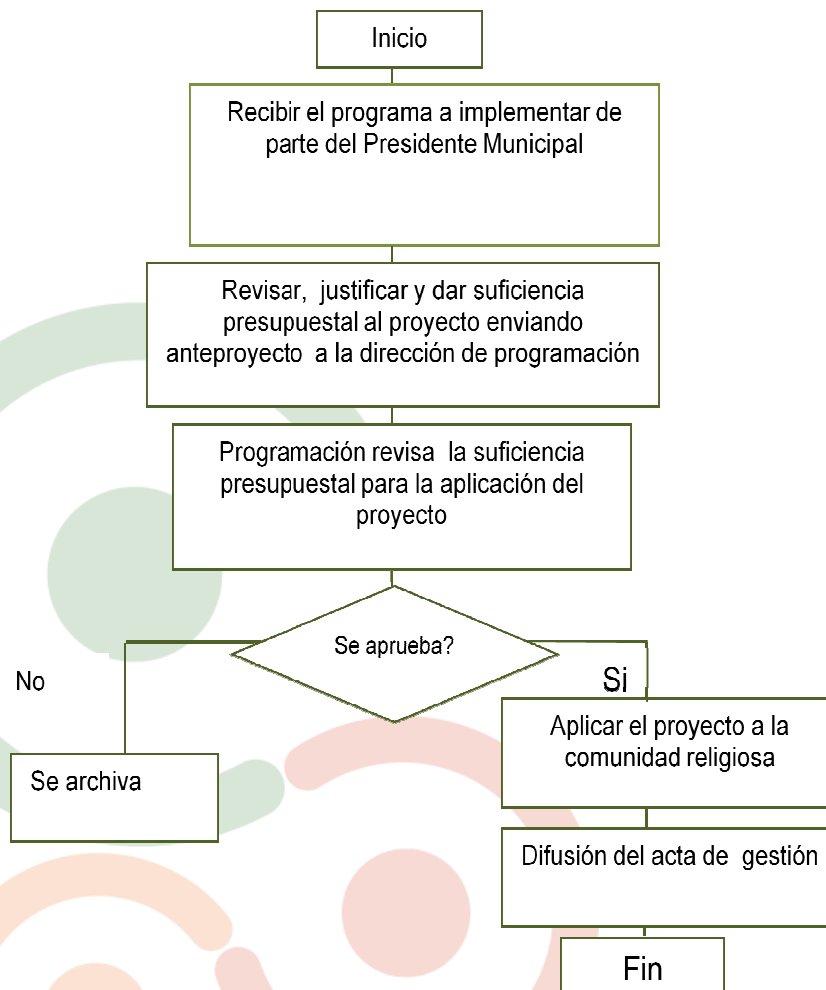 Inicio
Recibir el programa a implementar de
parte del Presidente Municipal
Revisar, justificar y dar suficiencia
presupuestal al proyecto enviando
anteproyecto a la dirección de programación
Programación revisa la suficiencia
presupuestal para la aplicación del
proyecto
Se aprueba?
No
Si
Se archiva
Aplicar el proyecto a la
comunidad religiosa
Difusión del acta de gestión
Fin